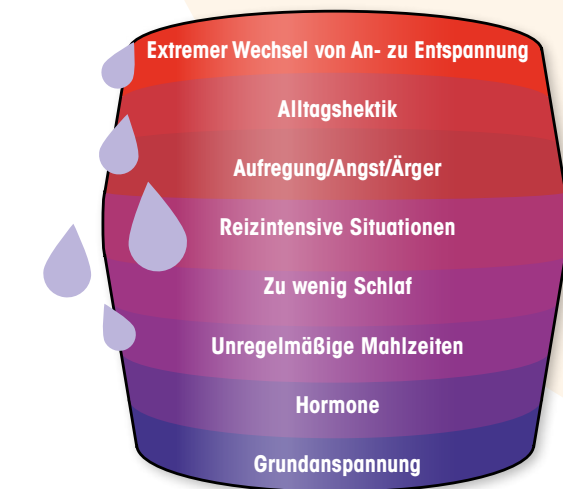 Extremer Wechsel von An- zu Entspannung
Alltagshektik
Aufregung/Angst/Ärger
Reizintensive Situationen
Zu wenig Schlaf
Unregelmäßige Mahlzeiten
Hormone
Grundanspannung